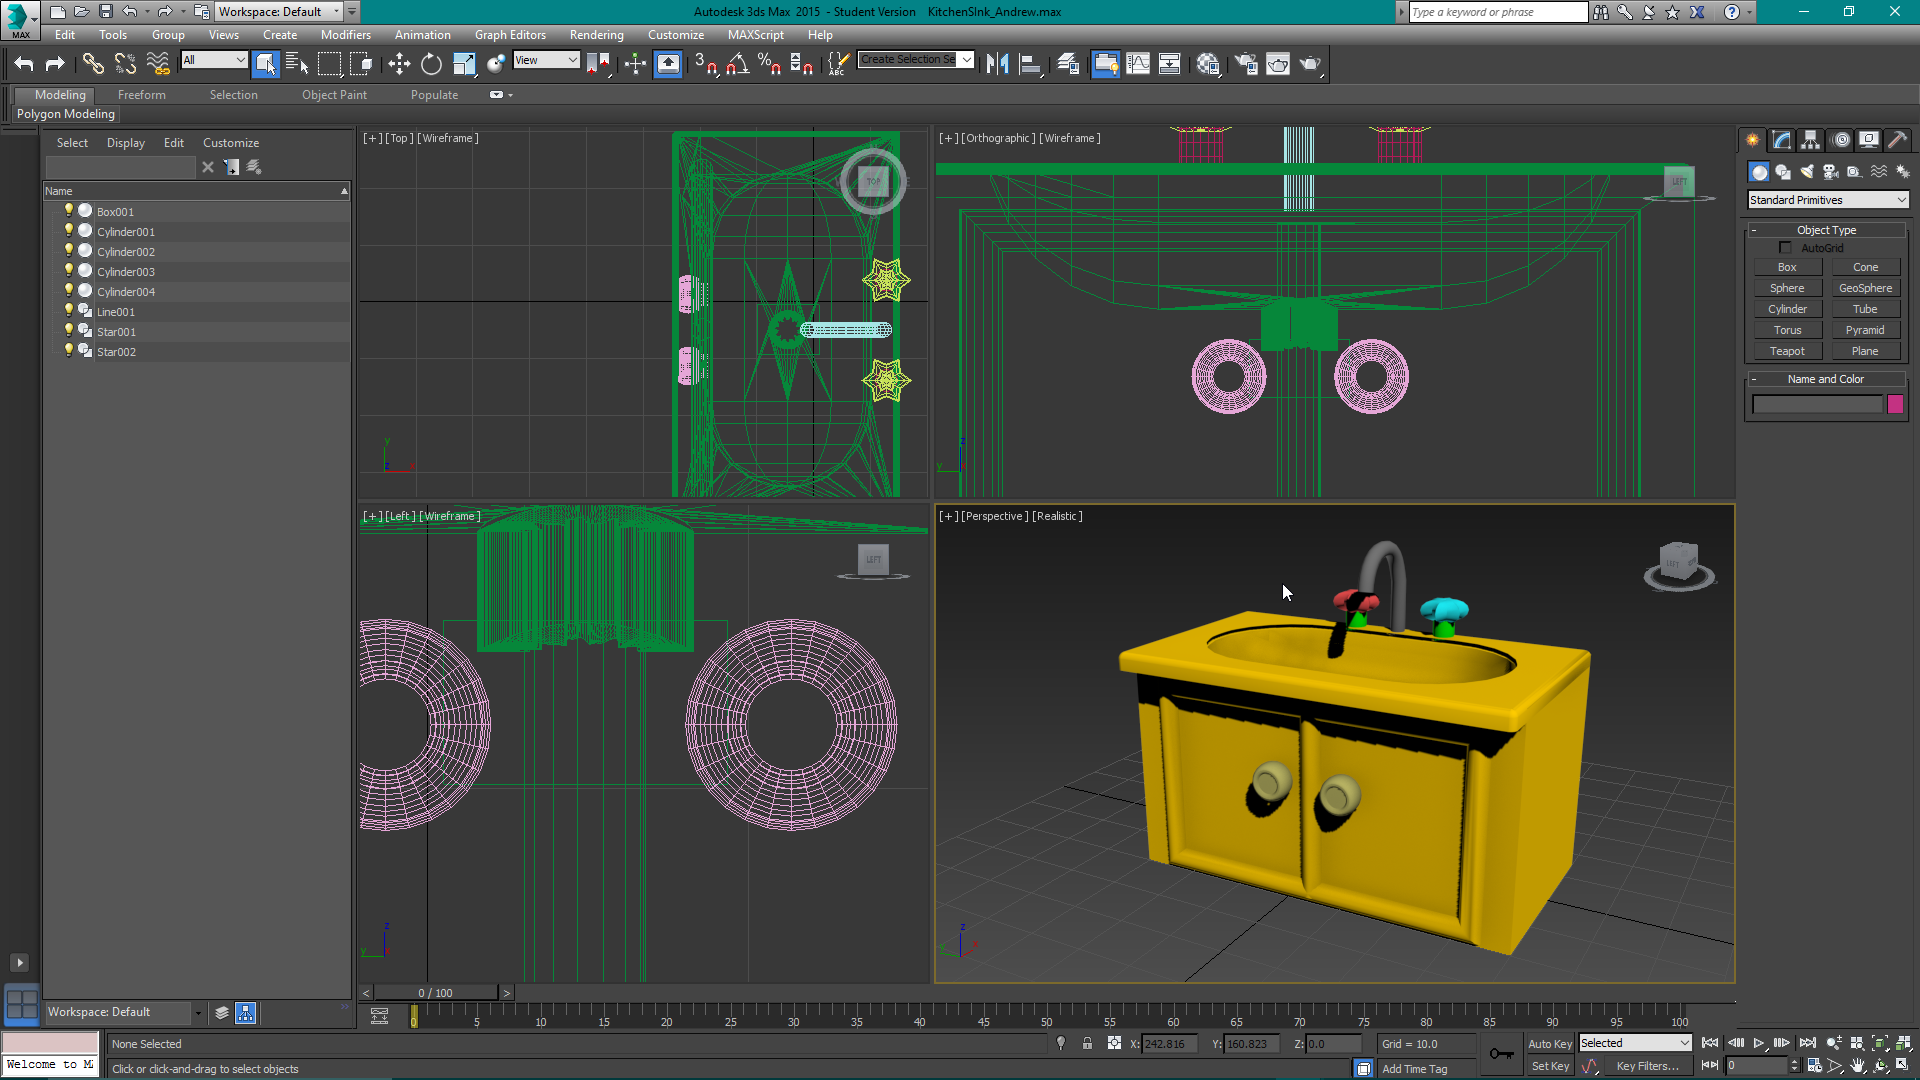 MAX
Workspace: Default
Autodesk 3ds Max 2015 - Student Version KitchenSInk_Andrew.max
Type a keyword or phrase
Edit Tools Group Views Create Modifiers Animation Graph Editors Rendering Customize MAXScript Help
All
View
3
ABC
Create Selection Se
Modeling Freeform Selection Object Paint Populate
Polygon Modeling
Select Display Edit Customize
Name
Box001
Cylinder001
Cylinder002
Cylinder003
Cylinder004
Line001
Star001
Star002
[+] [Top] [Wireframe]
TOP
[+] [Orthographic] [Wireframe]
LEFT
[+] [Left] [Wireframe]
LEFT
[+] [Perspective] [Realistic]
LEFT
Standard Primitives
- Object Type
AutoGrid
Box Cone
Sphere GeoSphere
Cylinder Tube
Torus Pyramid
Teapot Plane
- Name and Color
< 0 / 100 >
Workspace: Default
0 5 10 15 20 25 30 35 40 45 50 55 60 65 70 75 80 85 90 95 100
None Selected
X: 242.816 Y: 160.823 Z: 0.0
Grid = 10.0
Auto Key Selected
Welcome to M
Click or click-and-drag to select objects
Add Time Tag
Set Key Key Filters...
0